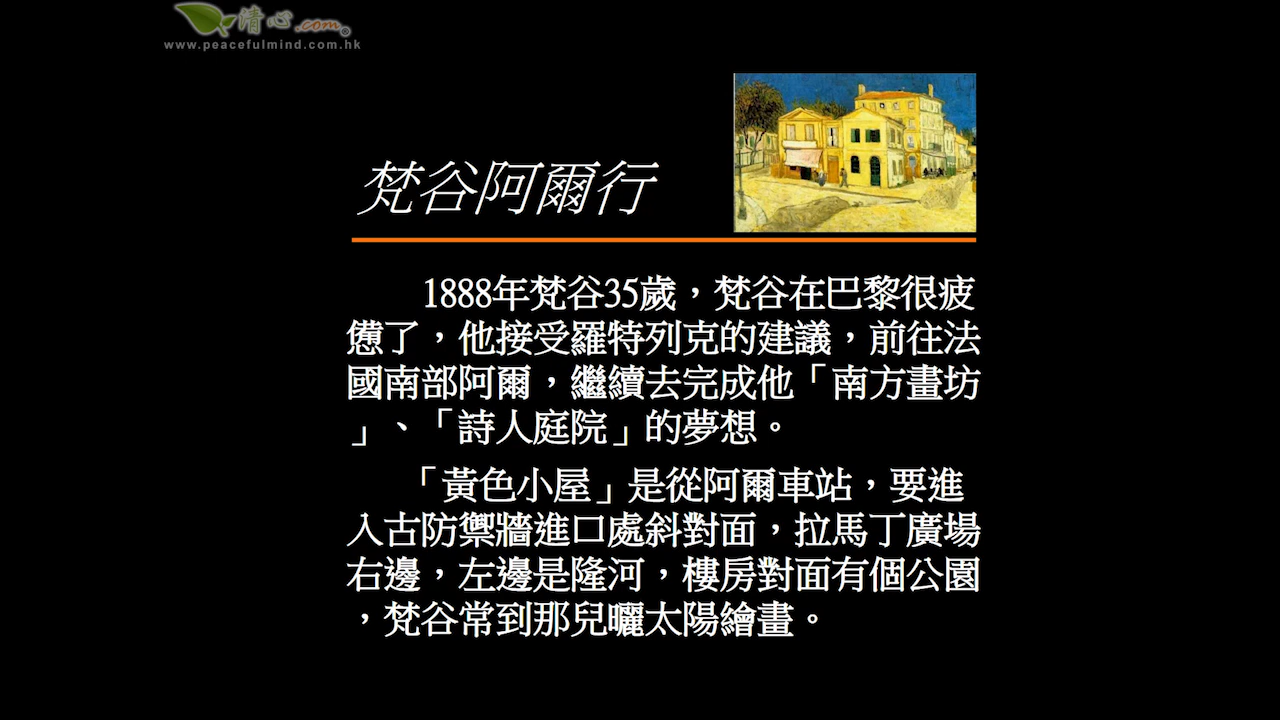 清心.com
www.peacefulmind.com.hk
梵谷阿爾行
1888年梵谷35歲，梵谷在巴黎很疲
憊了，他接受羅特列克的建議，前往法
國南部阿爾，繼續去完成他「南方畫坊
」、「詩人庭院」的夢想。
「黃色小屋」是從阿爾車站，要進
入古防禦牆進口處斜對面，拉馬丁廣場
右邊，左邊是隆河，樓房對面有個公園
，梵谷常到那兒曬太陽繪畫。